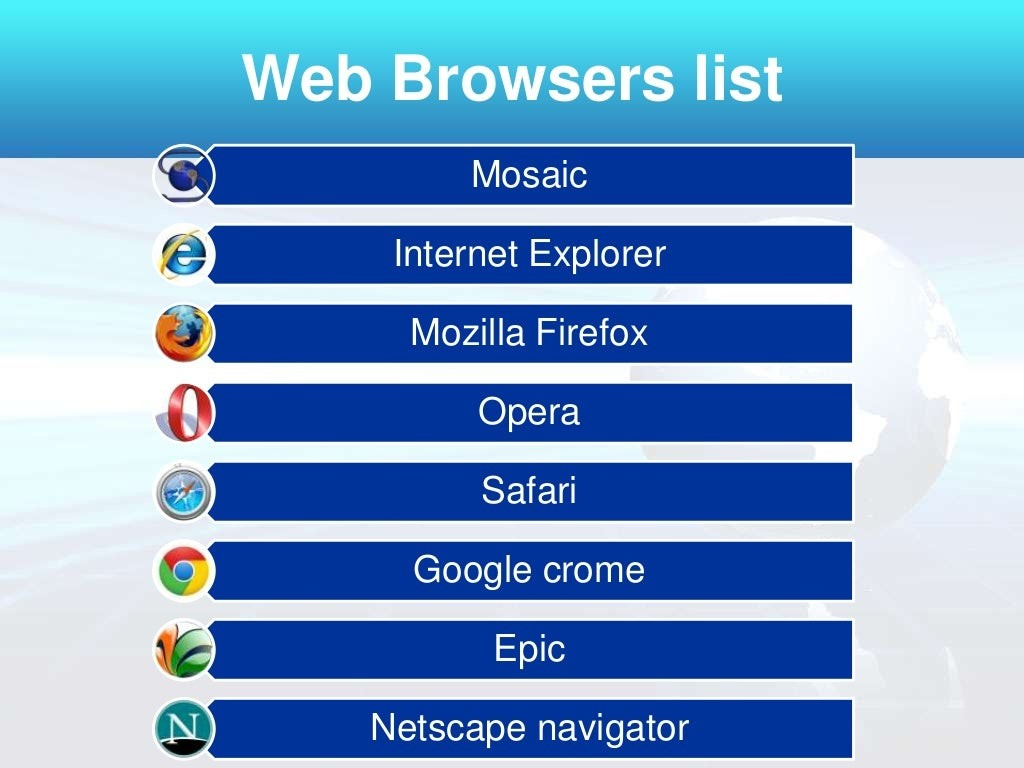 Web Browsers list
Mosaic
Internet Explorer
Mozilla Firefox
Opera
Safari
Google crome
Epic
N
Netscape navigator